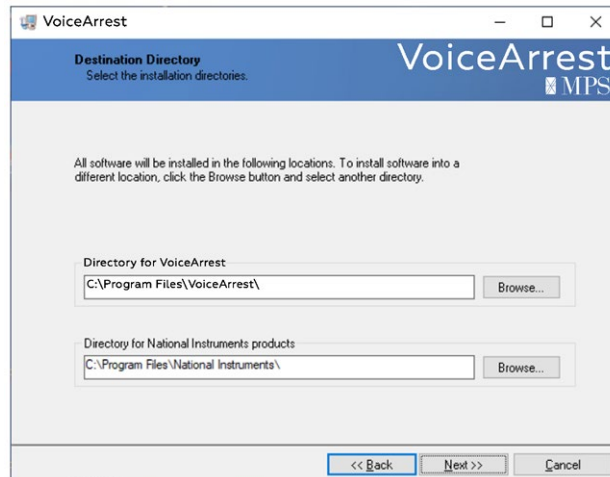 VoiceArrest
Destination Directory
Select the installation directories.
VoiceArrest
MPS
All software will be installed in the following locations. To install software into a
different location, click the Browse button and select another directory.
Directory for VoiceArrest
C:\Program Files\VoiceArrest\
Browse...
Directory for National Instruments products
C:\Program Files\National Instruments\
Browse...
<< Back
Next >>
Cancel